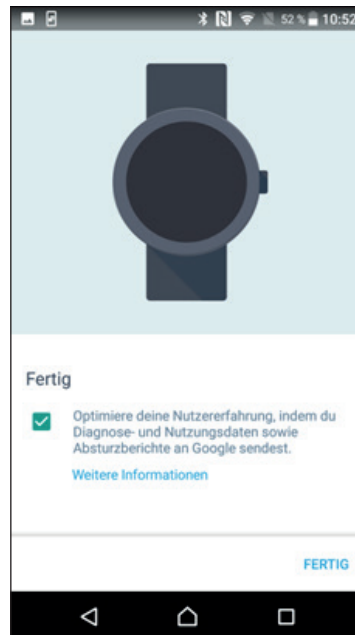 52 % 10:52
Fertig
Optimiere deine Nutzererfahrung, indem du
Diagnose- und Nutzungsdaten sowie
Absturzberichte an Google sendest.
Weitere Informationen
FERTIG